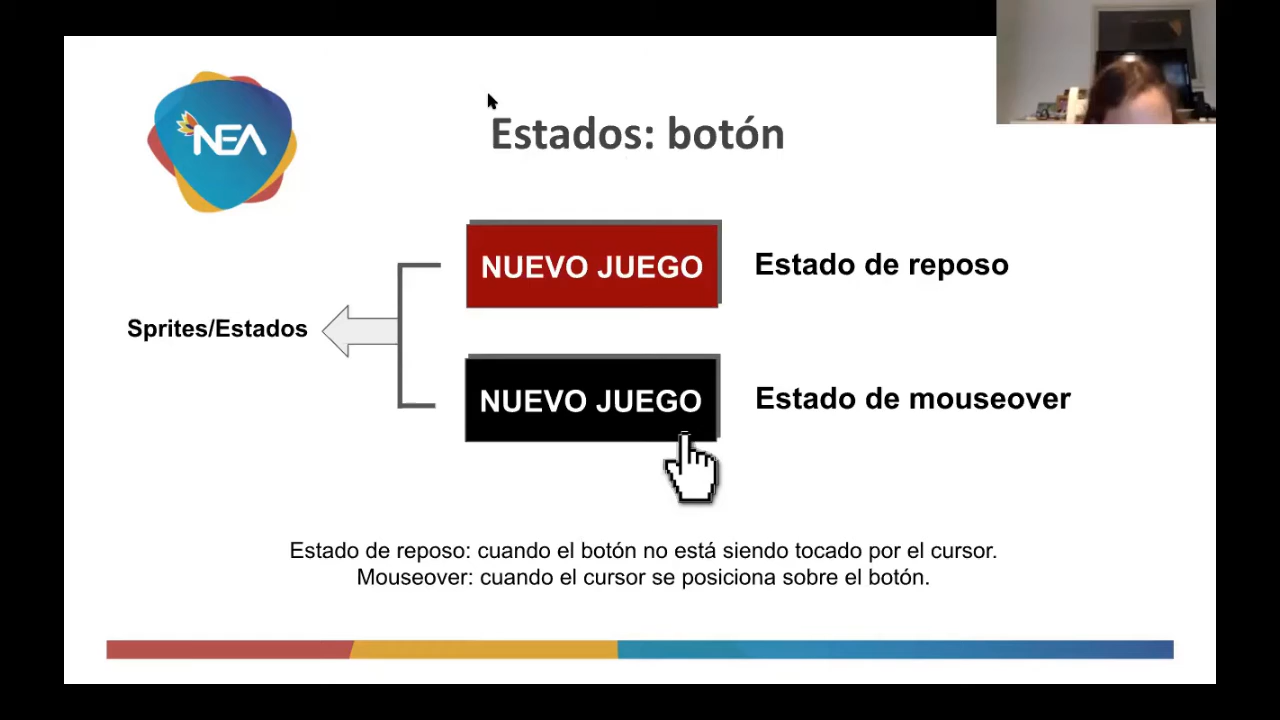 NEA
Estados: botón
NUEVO JUEGO
Estado de reposo
Sprites/Estados
NUEVO JUEGO
Estado de mouseover
Estado de reposo: cuando el botón no está siendo tocado por el cursor.
Mouseover: cuando el cursor se posiciona sobre el botón.